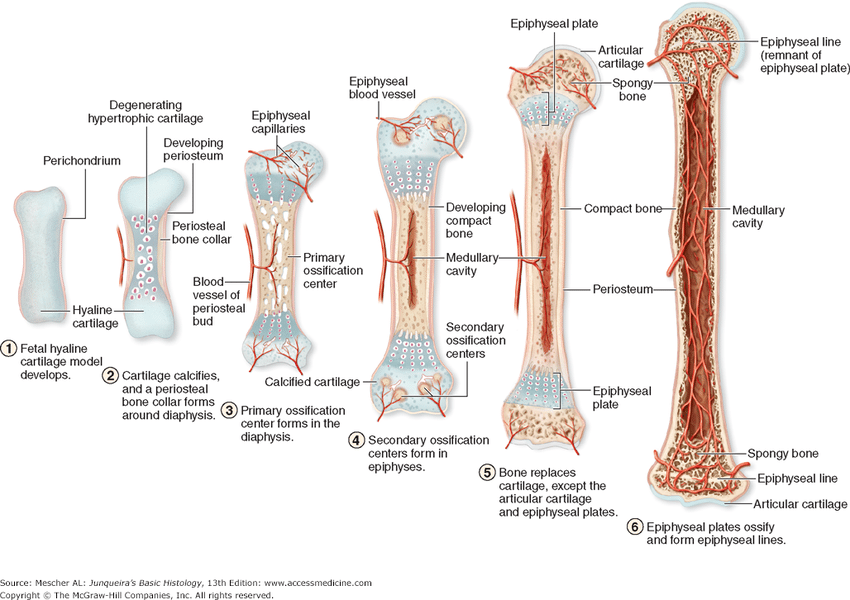 Epiphyseal plate
Articular
cartilage
Spongy
bone
Epiphyseal line
(remnant of
epiphyseal plate)
Epiphyseal
blood vessel
Degenerating
hypertrophic cartilage
Epiphyseal
capillaries
Developing
periosteum
Perichondrium
Periosteal
bone collar
Developing
compact
bone
Compact bone
Medullary
cavity
Primary
ossification
center
Medullary
cavity
Blood
vessel of
periosteal
bud
Periosteum
Hyaline
cartilage
Secondary
ossification
centers
Calcified cartilage
Epiphyseal
plate
Spongy bone
Epiphyseal line
Articular cartilage
1 Fetal hyaline
cartilage model
develops.
2 Cartilage calcifies,
and a periosteal
bone collar forms
around diaphysis.
3 Primary ossification
center forms in the
diaphysis.
4 Secondary ossification
centers form in
epiphyses.
5 Bone replaces
cartilage, except the
articular cartilage
and epiphyseal plates.
6 Epiphyseal plates ossify
and form epiphyseal lines.
Source: Mescher AL: Junqueira's Basic Histology, 13th Edition: www.accessmedicine.com
Copyright © The McGraw-Hill Companies, Inc. All rights reserved.